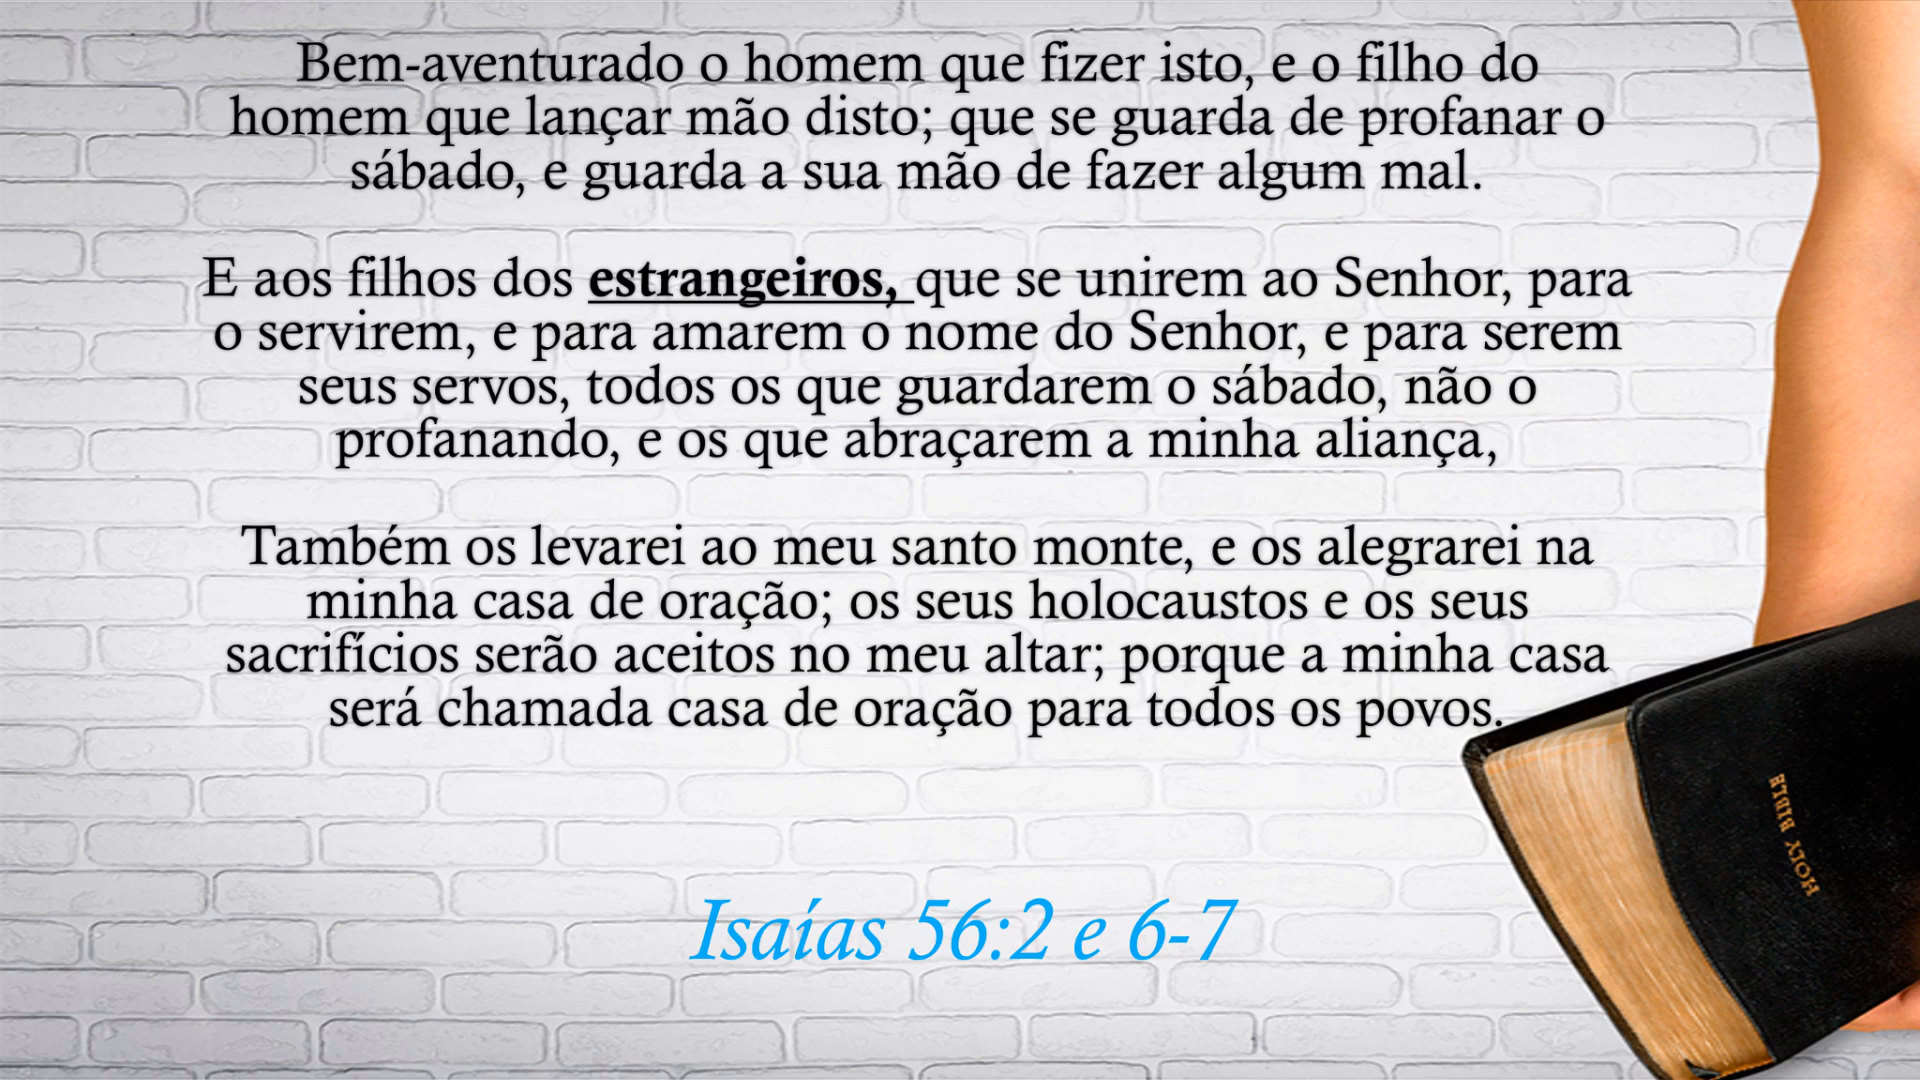 Bem-aventurado o homem que fizer isto, e o filho do
homem que lançar mão disto; que se guarda de profanar o
sábado, e guarda a sua mão de fazer algum mal.
E aos filhos dos estrangeiros, que se unirem ao Senhor, para
o servirem, e para amarem o nome do Senhor, e para serem
seus servos, todos os que guardarem o sábado, não o
profanando, e os que abraçarem a minha aliança,
Também os levarei ao meu santo monte, e os alegrarei na
minha casa de oração; os seus holocaustos e os seus
sacrifícios serão aceitos no meu altar; porque a minha casa
será chamada casa de oração para todos os povos.
HOLY BIBLE
Isaías 56:2 e 6-7